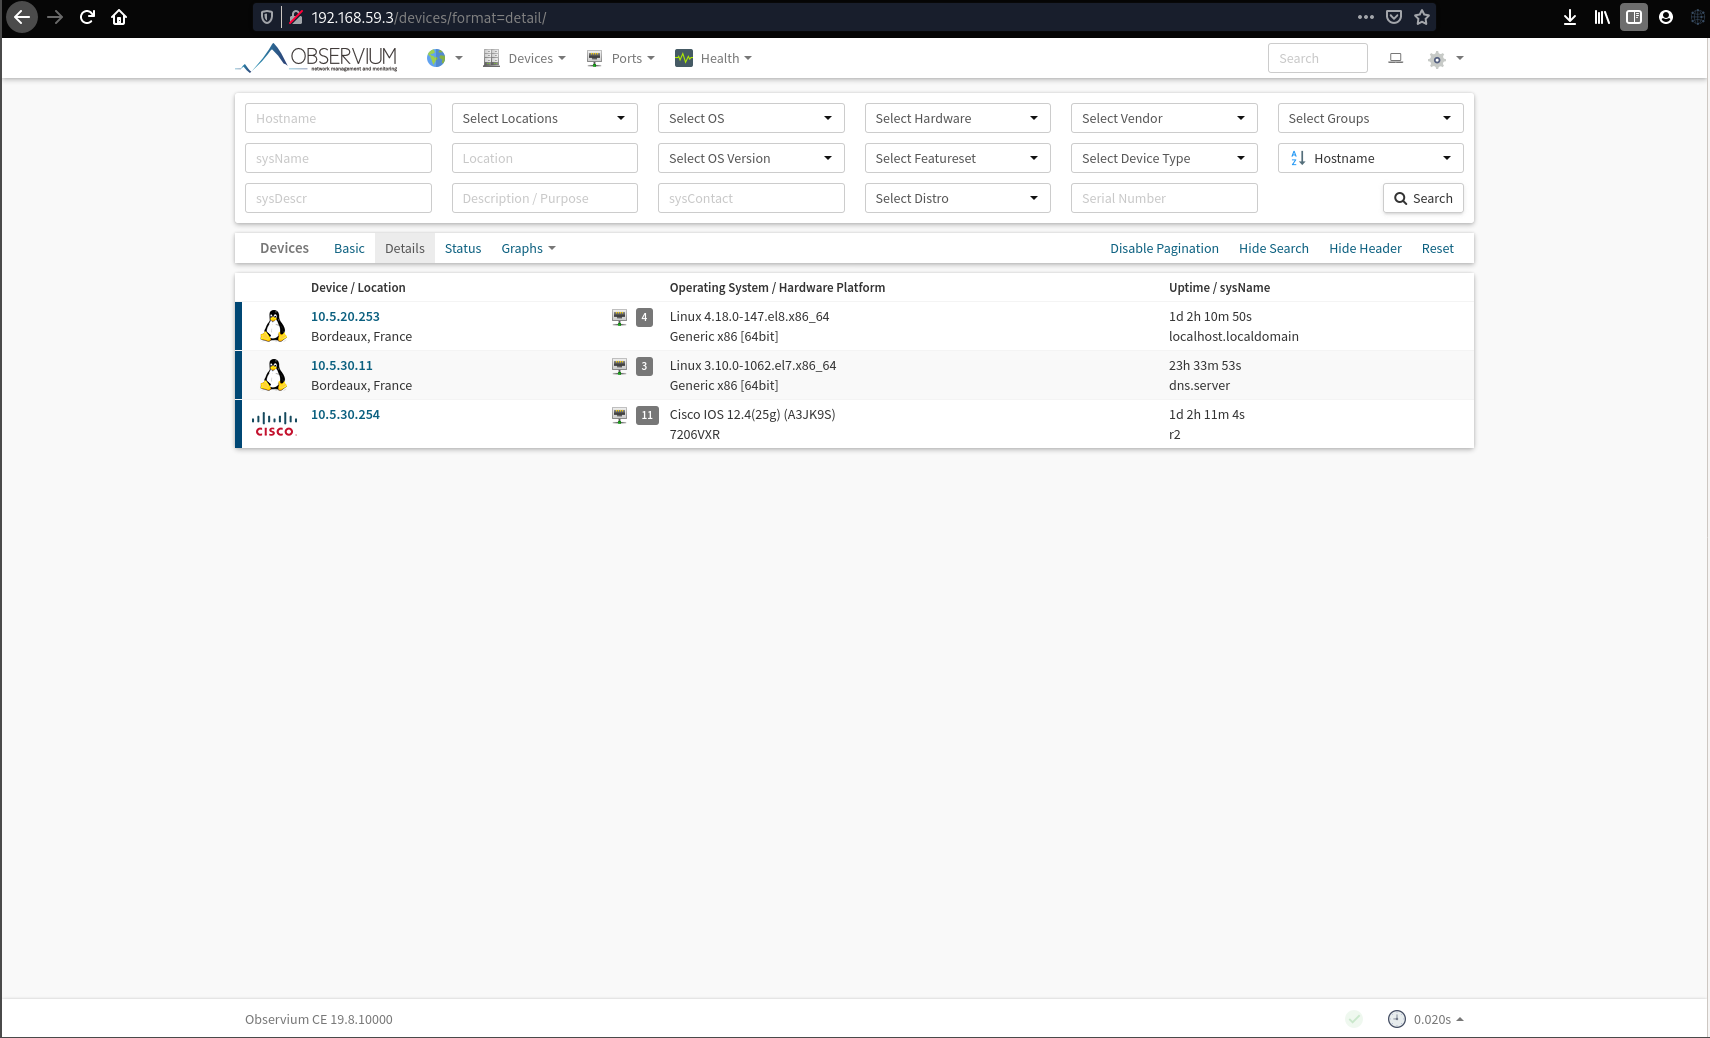 192.168.59.3/devices/format=detail/
OBSERVIUM
network management and monitoring
Devices
Ports
Health
Search
Hostname
Select Locations
Select OS
Select Hardware
Select Vendor
Select Groups
sysName
Location
Select OS Version
Select Featureset
Select Device Type
Hostname
sysDescr
Description / Purpose
sysContact
Select Distro
Serial Number
Search
Devices
Basic
Details
Status
Graphs
Disable Pagination
Hide Search
Hide Header
Reset
Device / Location
Operating System / Hardware Platform
Uptime / sysName
10.5.20.253
4
Linux 4.18.0-147.el8.x86_64
1d 2h 10m 50s
Bordeaux, France
Generic x86 [64bit]
localhost.localdomain
10.5.30.11
3
Linux 3.10.0-1062.el7.x86_64
23h 33m 53s
Bordeaux, France
Generic x86 [64bit]
dns.server
CISCO
10.5.30.254
11
Cisco IOS 12.4(25g) (A3JK9S)
1d 2h 11m 4s
7206VXR
r2
Observium CE 19.8.10000
0.020s